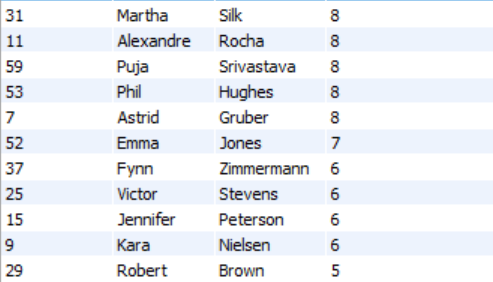 31 Martha Silk 8
11 Alexandre Rocha 8
59 Puja Srivastava 8
53 Phil Hughes 8
7 Astrid Gruber 8
52 Emma Jones 7
37 Fynn Zimmermann 6
25 Victor Stevens 6
15 Jennifer Peterson 6
9 Kara Nielsen 6
29 Robert Brown 5